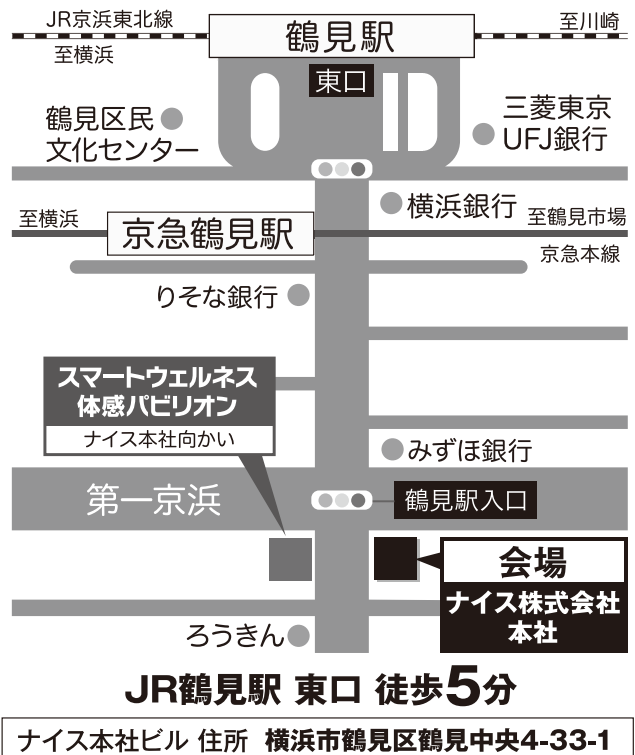 JR京浜東北線
至横浜
鶴見駅
至川崎
東口
鶴見区民
文化センター
三菱東京
UFJ銀行
横浜銀行
至横浜
京急鶴見駅
至鶴見市場
京急本線
りそな銀行
スマートウェルネス
体感パビリオン
ナイス本社向かい
みずほ銀行
第一京浜
鶴見駅入口
会場
ナイス株式会社
本社
ろうきん
JR鶴見駅 東口 徒歩5分
ナイス本社ビル 住所 横浜市鶴見区鶴見中央4-33-1